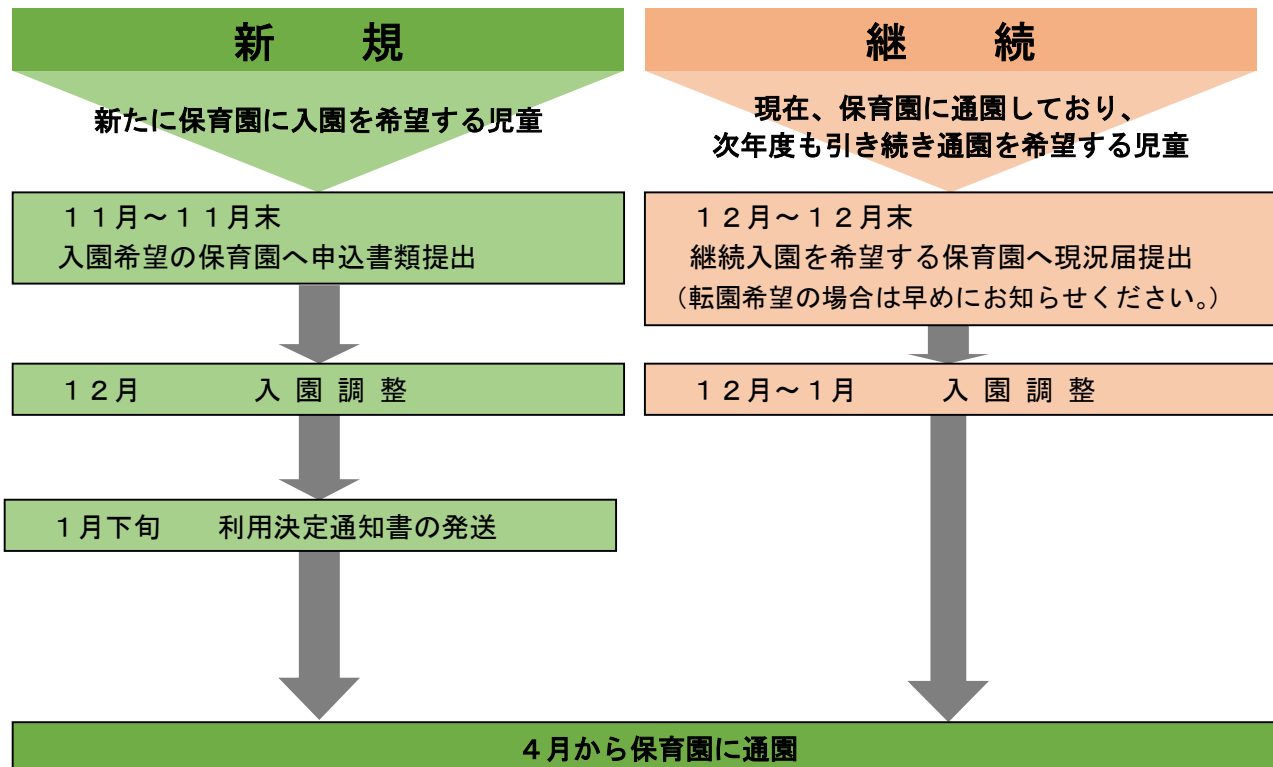 新　規
新たに保育園に入園を希望する児童
１１月～１１月末
入園希望の保育園へ申込書類提出
１２月　　　入 園 調 整
１月下旬　　利用決定通知書の発送
継　続
現在、保育園に通園しており、
次年度も引き続き通園を希望する児童
１２月～１２月末
継続入園を希望する保育園へ現況届提出
（転園希望の場合は早めにお知らせください。）
１２月～１月　　入 園 調 整
４月から保育園に通園